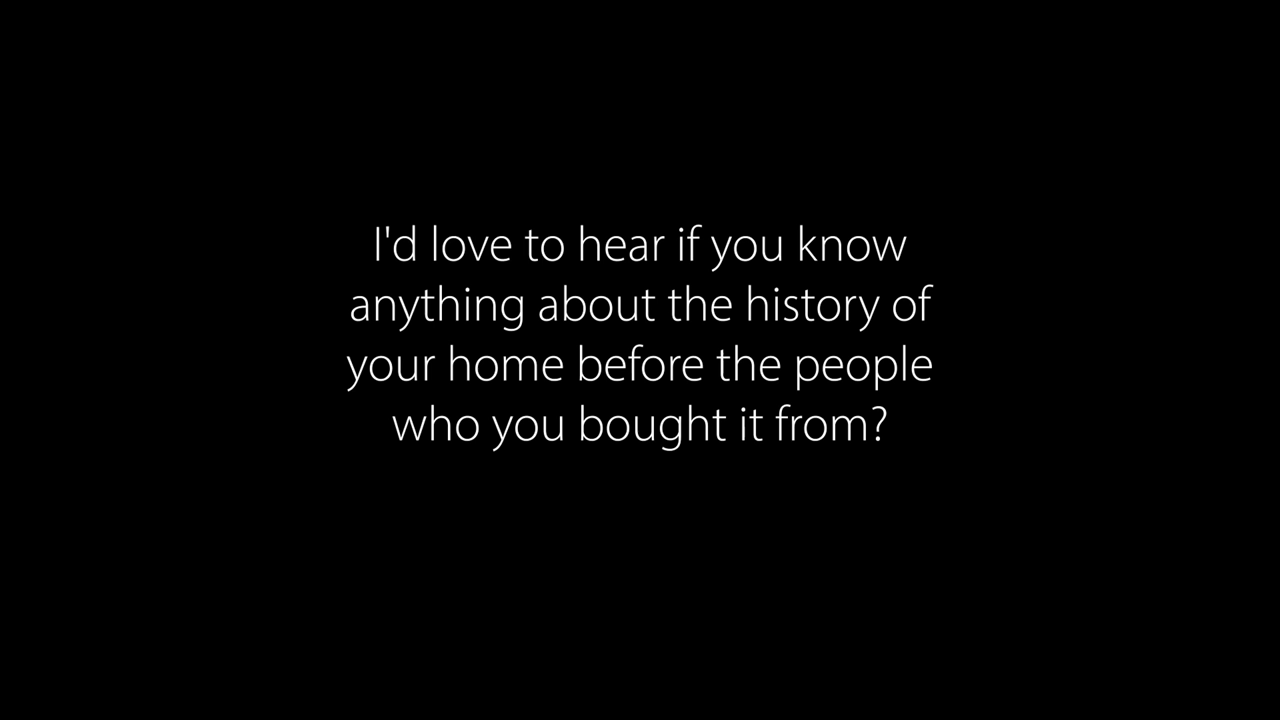 I'd love to hear if you know
anything about the history of
your home before the people
who you bought it from?